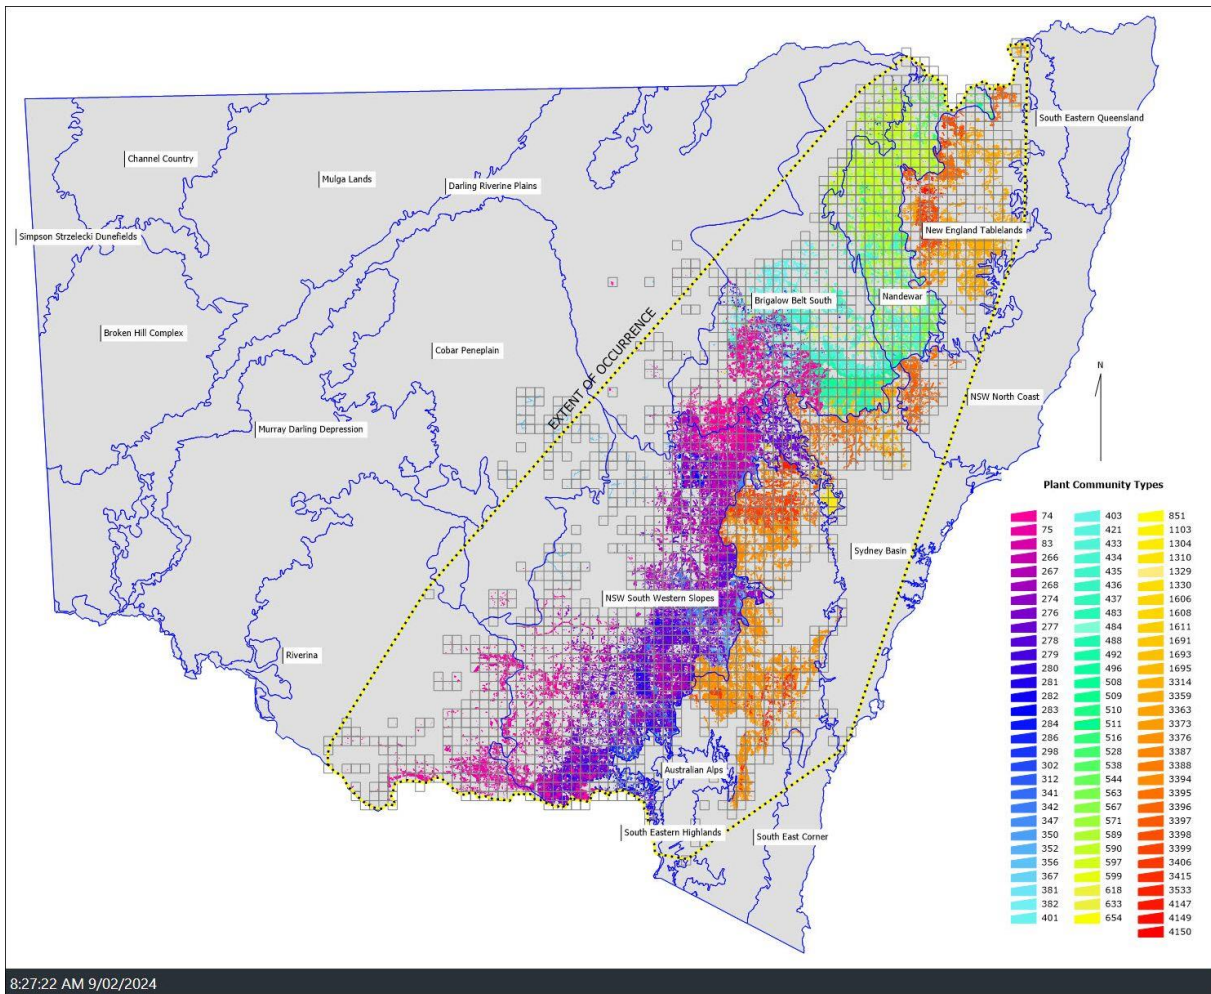 South Eastern Queensland
Channel Country
Mulga Lands
Darling Riverine Plains
Simpson Strzelecki Dunefields
New England Tablelands
Nandewar
Brigalow Belt South
Broken Hill Complex
Cobar Peneplain
EXTENT OF OCCURRENCE
N
NSW North Coast
Murray Darling Depression
Sydney Basin
NSW South Western Slopes
Riverina
Australian Alps
South Eastern Highlands
South East Corner
Plant Community Types
74 403 851
75 421 1103
83 433 1304
266 434 1310
267 435 1329
268 436 1330
274 437 1606
276 483 1608
277 484 1611
278 488 1691
279 492 1693
280 496 1695
281 508 3314
282 509 3359
283 510 3363
284 511 3373
286 516 3376
298 528 3387
302 538 3388
312 544 3394
341 563 3395
342 567 3396
347 571 3397
350 589 3398
352 590 3399
356 597 3406
367 599 3415
381 618 3533
382 633 4147
401 654 4149
4150
8:27:22 AM 9/02/2024